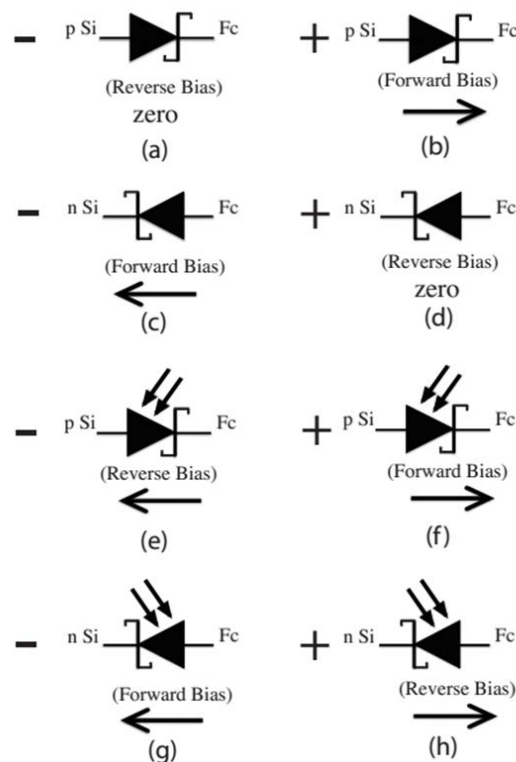 − p Si Fc
(Reverse Bias)
zero
(a)
+ p Si Fc
(Forward Bias)
(b)
− n Si Fc
(Forward Bias)
(c)
+ n Si Fc
(Reverse Bias)
zero
(d)
− p Si Fc
(Reverse Bias)
(e)
+ p Si Fc
(Forward Bias)
(f)
− n Si Fc
(Forward Bias)
(g)
+ n Si Fc
(Reverse Bias)
(h)